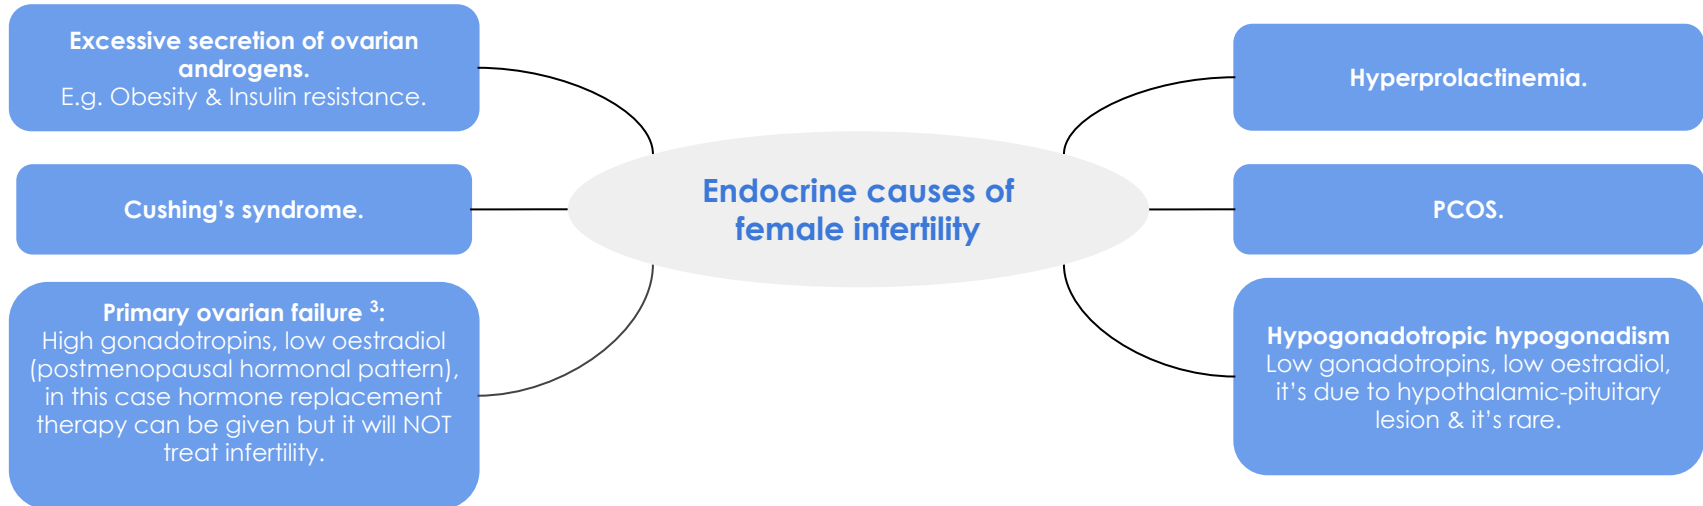 Excessive secretion of ovarian
androgens.
E.g. Obesity & Insulin resistance.
Cushing’s syndrome.
Primary ovarian failure ³:
High gonadotropins, low oestradiol
(postmenopausal hormonal pattern),
in this case hormone replacement
therapy can be given but it will NOT
treat infertility.
Endocrine causes of
female infertility
Hyperprolactinemia.
PCOS.
Hypogonadotropic hypogonadism
Low gonadotropins, low oestradiol,
it’s due to hypothalamic-pituitary
lesion & it’s rare.